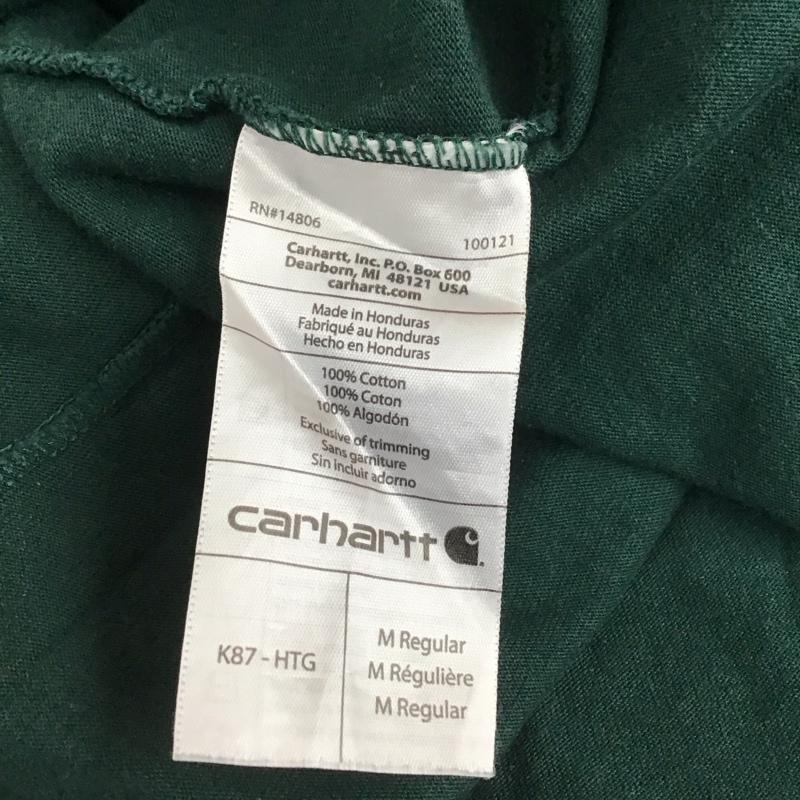 RN#14806
100121
Carhartt, Inc. P.O. Box 600
Dearborn, MI 48121 USA
carhartt.com
Made in Honduras
Fabriqué au Honduras
Hecho en Honduras
100% Cotton
100% Coton
100% Algodón
Exclusive of trimming
Sans garniture
Sin incluir adorno
carhartt
K87 - HTG
M Regular
M Régulière
M Regular